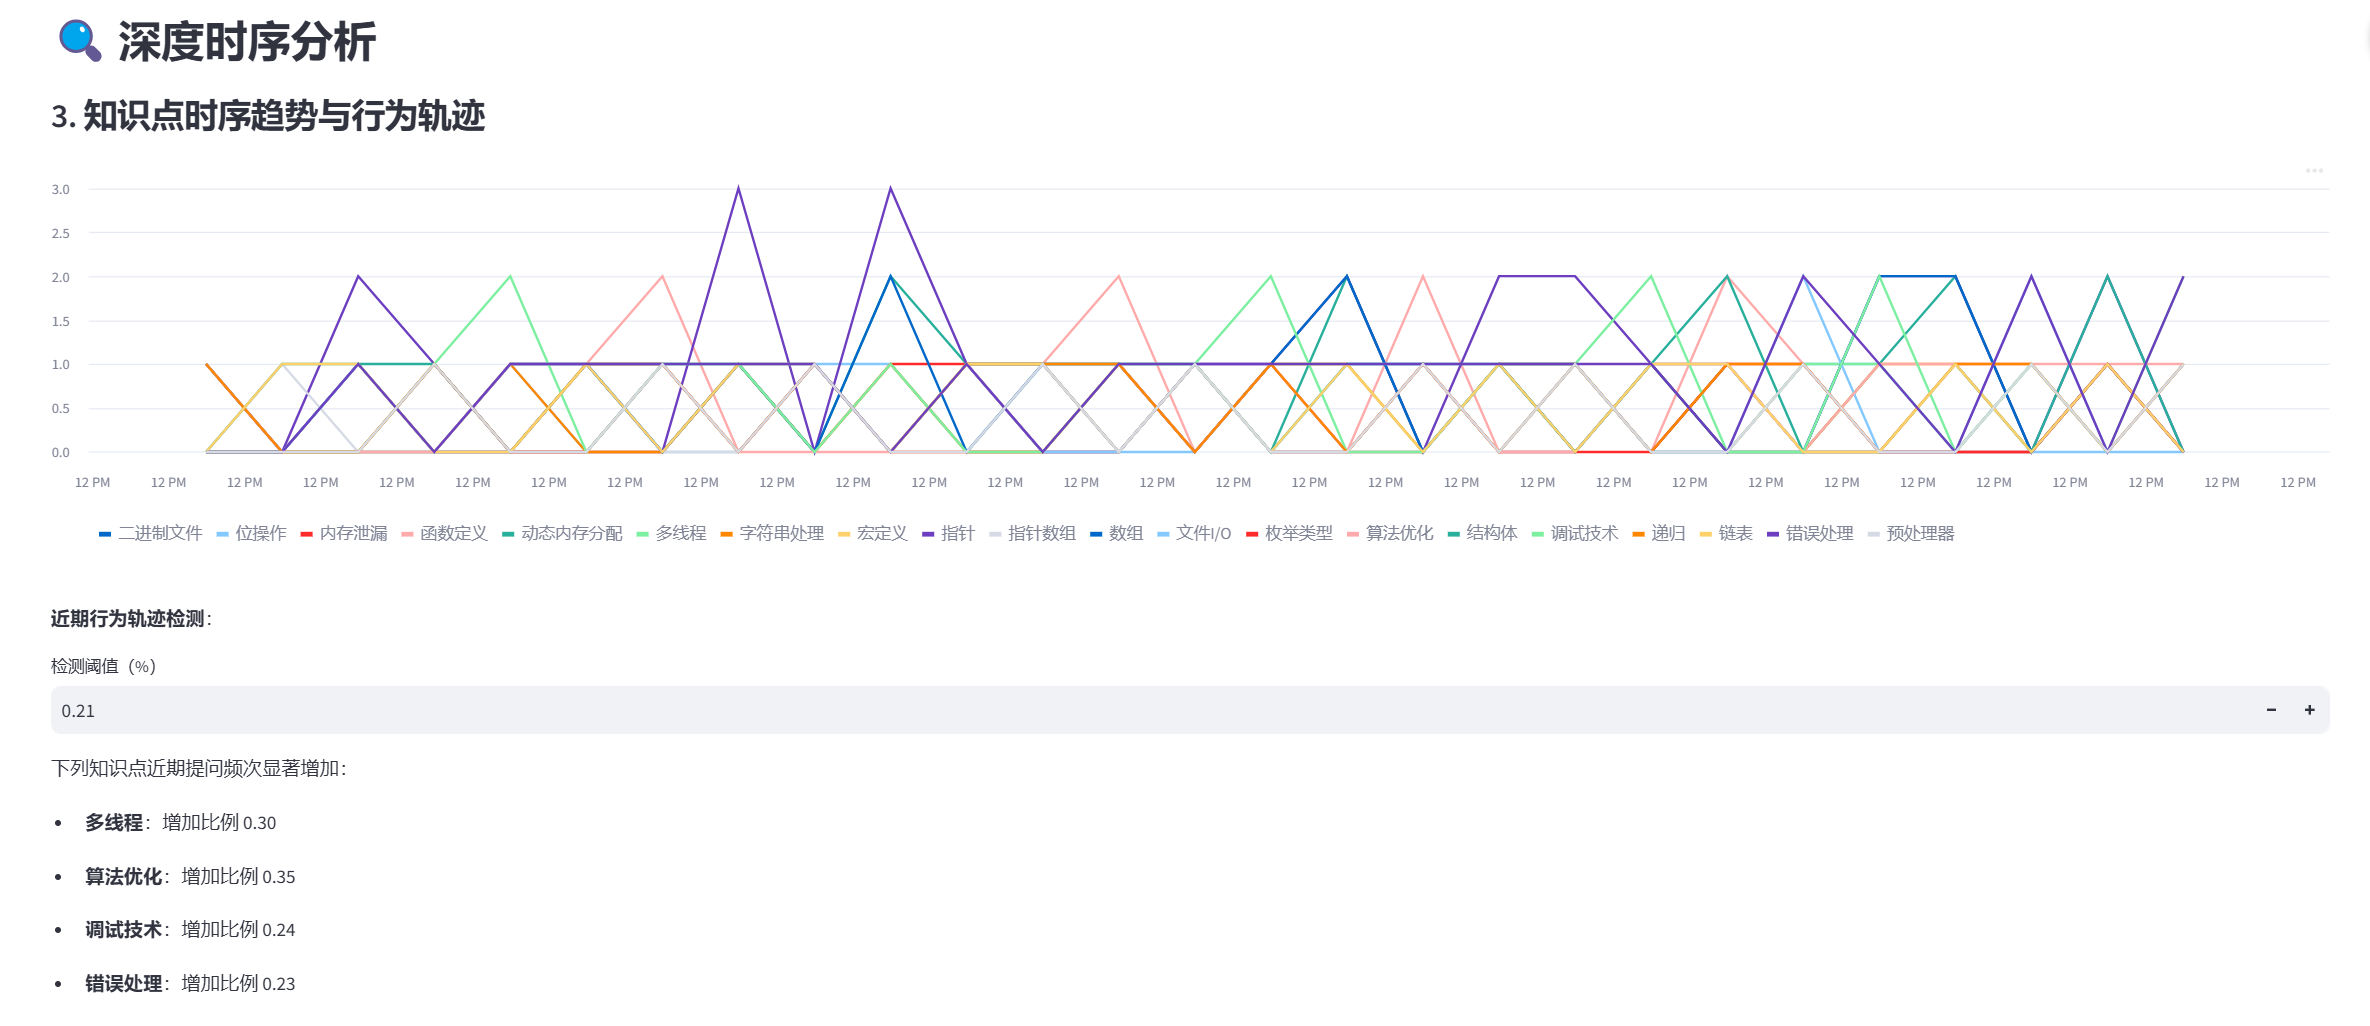 深度时序分析
3. 知识点时序趋势与行为轨迹
3.0
2.5
2.0
1.5
1.0
0.5
0.0
12 PM 12 PM 12 PM 12 PM 12 PM 12 PM 12 PM 12 PM 12 PM 12 PM 12 PM 12 PM 12 PM 12 PM 12 PM 12 PM 12 PM 12 PM 12 PM 12 PM 12 PM 12 PM 12 PM 12 PM 12 PM 12 PM 12 PM 12 PM 12 PM 12 PM
二进制文件 位操作 内存泄漏 函数定义 动态内存分配 多线程 字符串处理 宏定义 指针 指针数组 数组 文件I/O 枚举类型 算法优化 结构体 调试技术 递归 链表 错误处理 预处理器
近期行为轨迹检测：
检测阈值（%）
0.21
下列知识点近期提问频次显著增加：
• 多线程：增加比例 0.30
• 算法优化：增加比例 0.35
• 调试技术：增加比例 0.24
• 错误处理：增加比例 0.23